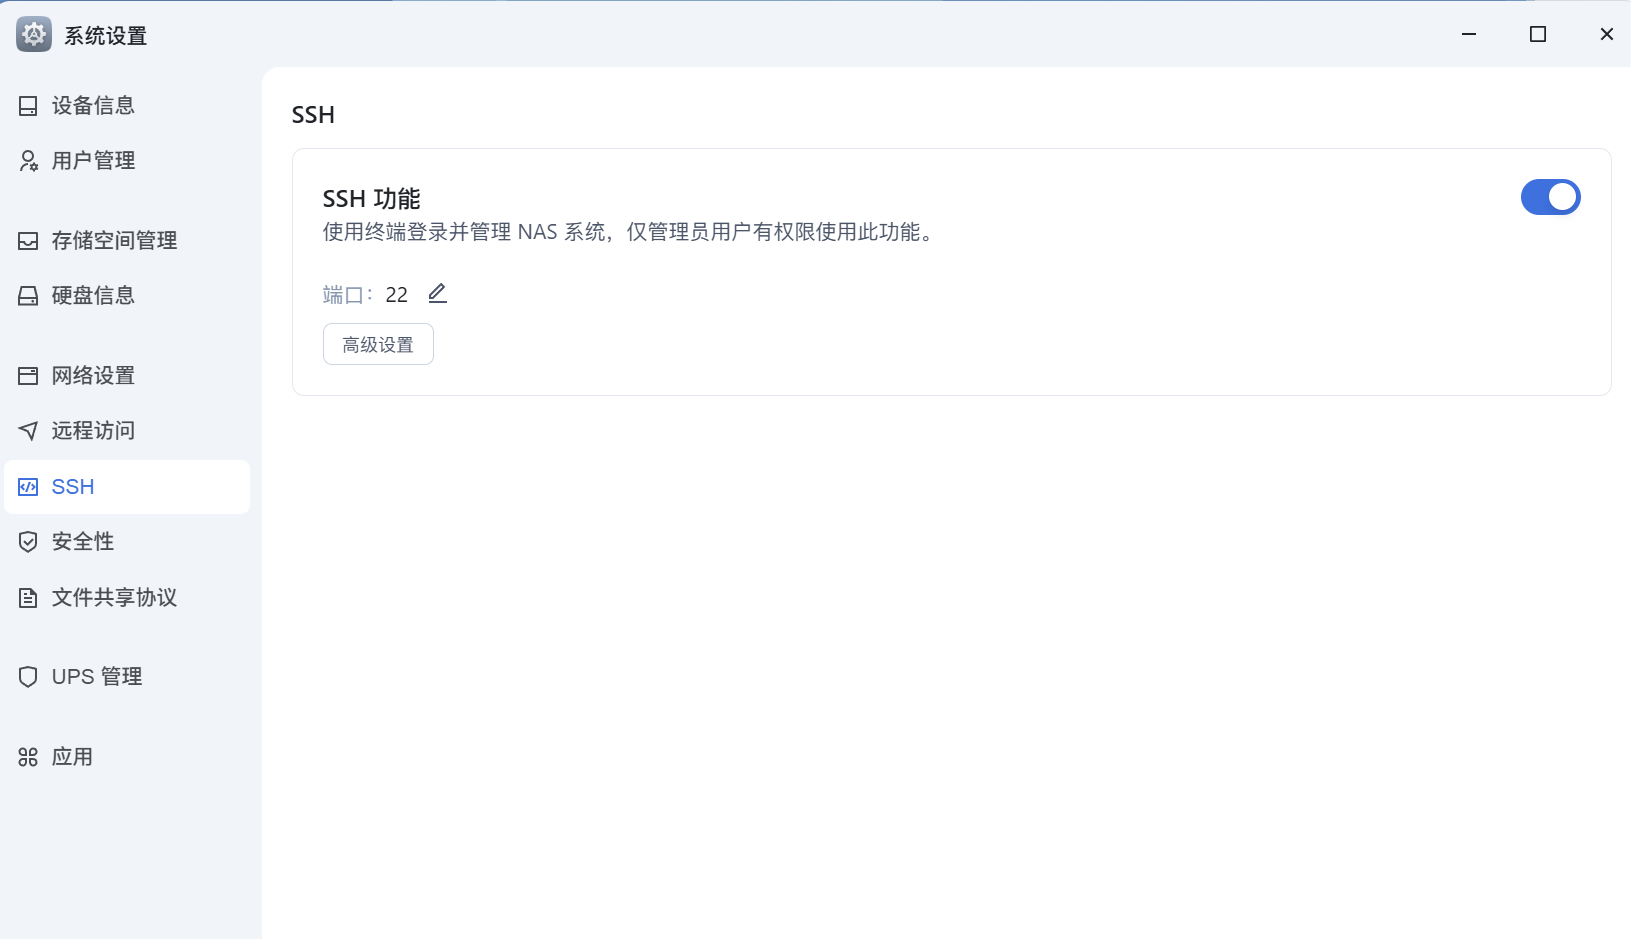 系统设置
设备信息
用户管理
存储空间管理
硬盘信息
网络设置
远程访问
SSH
安全性
文件共享协议
UPS 管理
应用
SSH
SSH 功能
使用终端登录并管理 NAS 系统，仅管理员用户有权限使用此功能。
端口： 22
高级设置